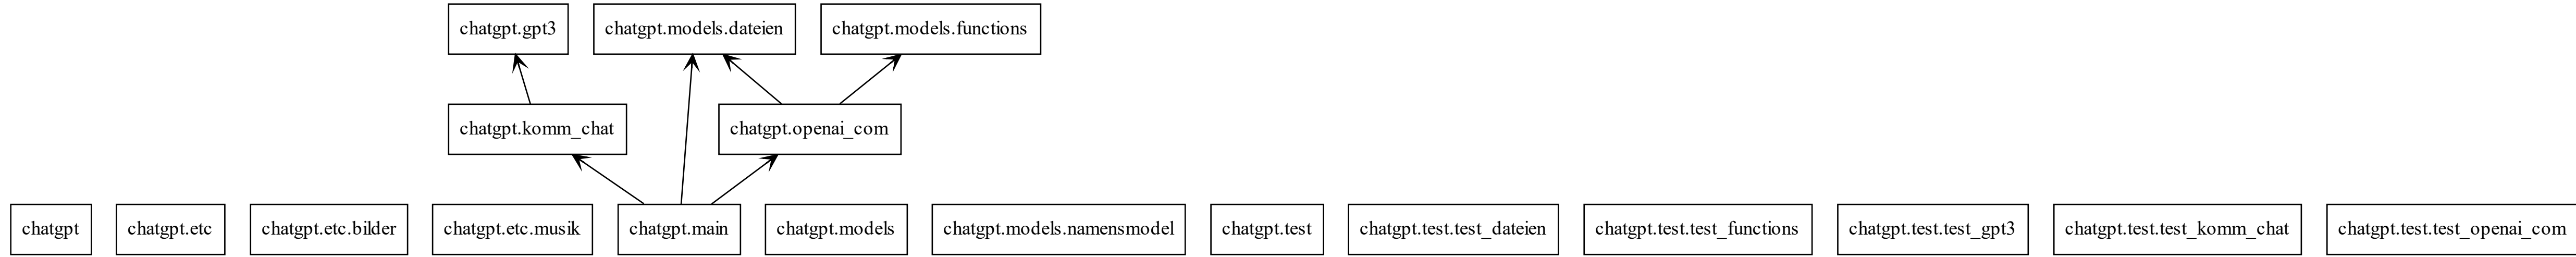 chatgpt.gpt3
chatgpt.models.dateien
chatgpt.models.functions
chatgpt.komm_chat
chatgpt.openai_com
chatgpt
chatgpt.etc
chatgpt.etc.bilder
chatgpt.etc.musik
chatgpt.main
chatgpt.models
chatgpt.models.namensmodel
chatgpt.test
chatgpt.test.test_dateien
chatgpt.test.test_functions
chatgpt.test.test_gpt3
chatgpt.test.test_komm_chat
chatgpt.test.test_openai_com